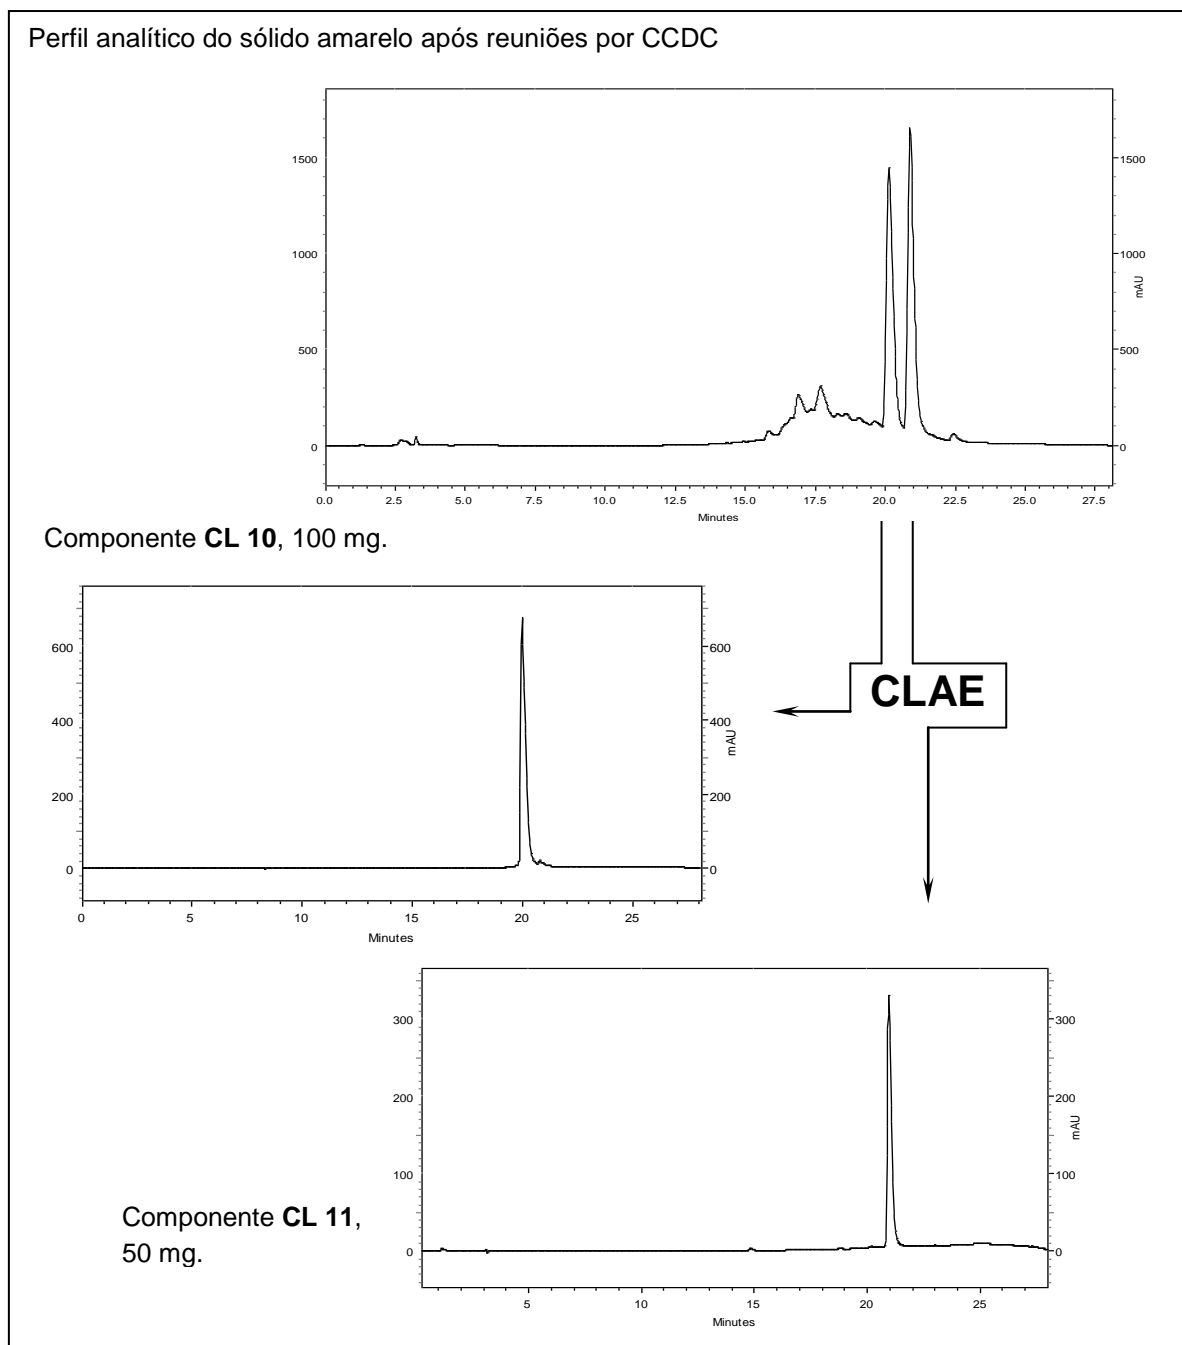 Perfil analítico do sólido amarelo após reuniões por CCDC
1500
1000
500
0
1500
1000
500
0
mAU
0.0 2.5 5.0 7.5 10.0 12.5 15.0 17.5 20.0 22.5 25.0 27.5
Minutes
Componente CL 10, 100 mg.
600
400
200
0
600
400
200
0
mAU
0 5 10 15 20 25
Minutes
CLAE
300
200
100
0
300
200
100
0
mAU
5 10 15 20 25
Minutes
Componente CL 11,
50 mg.